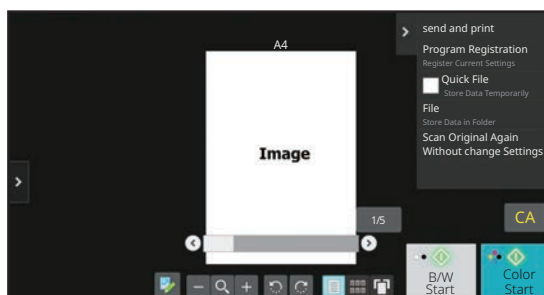 A4
Image
1/5
send and print
Program Registration
Register Current Settings
Quick File
Store Data Temporarily
File
Store Data in Folder
Scan Original Again
Without change Settings
CA
B/W
Start
Color
Start